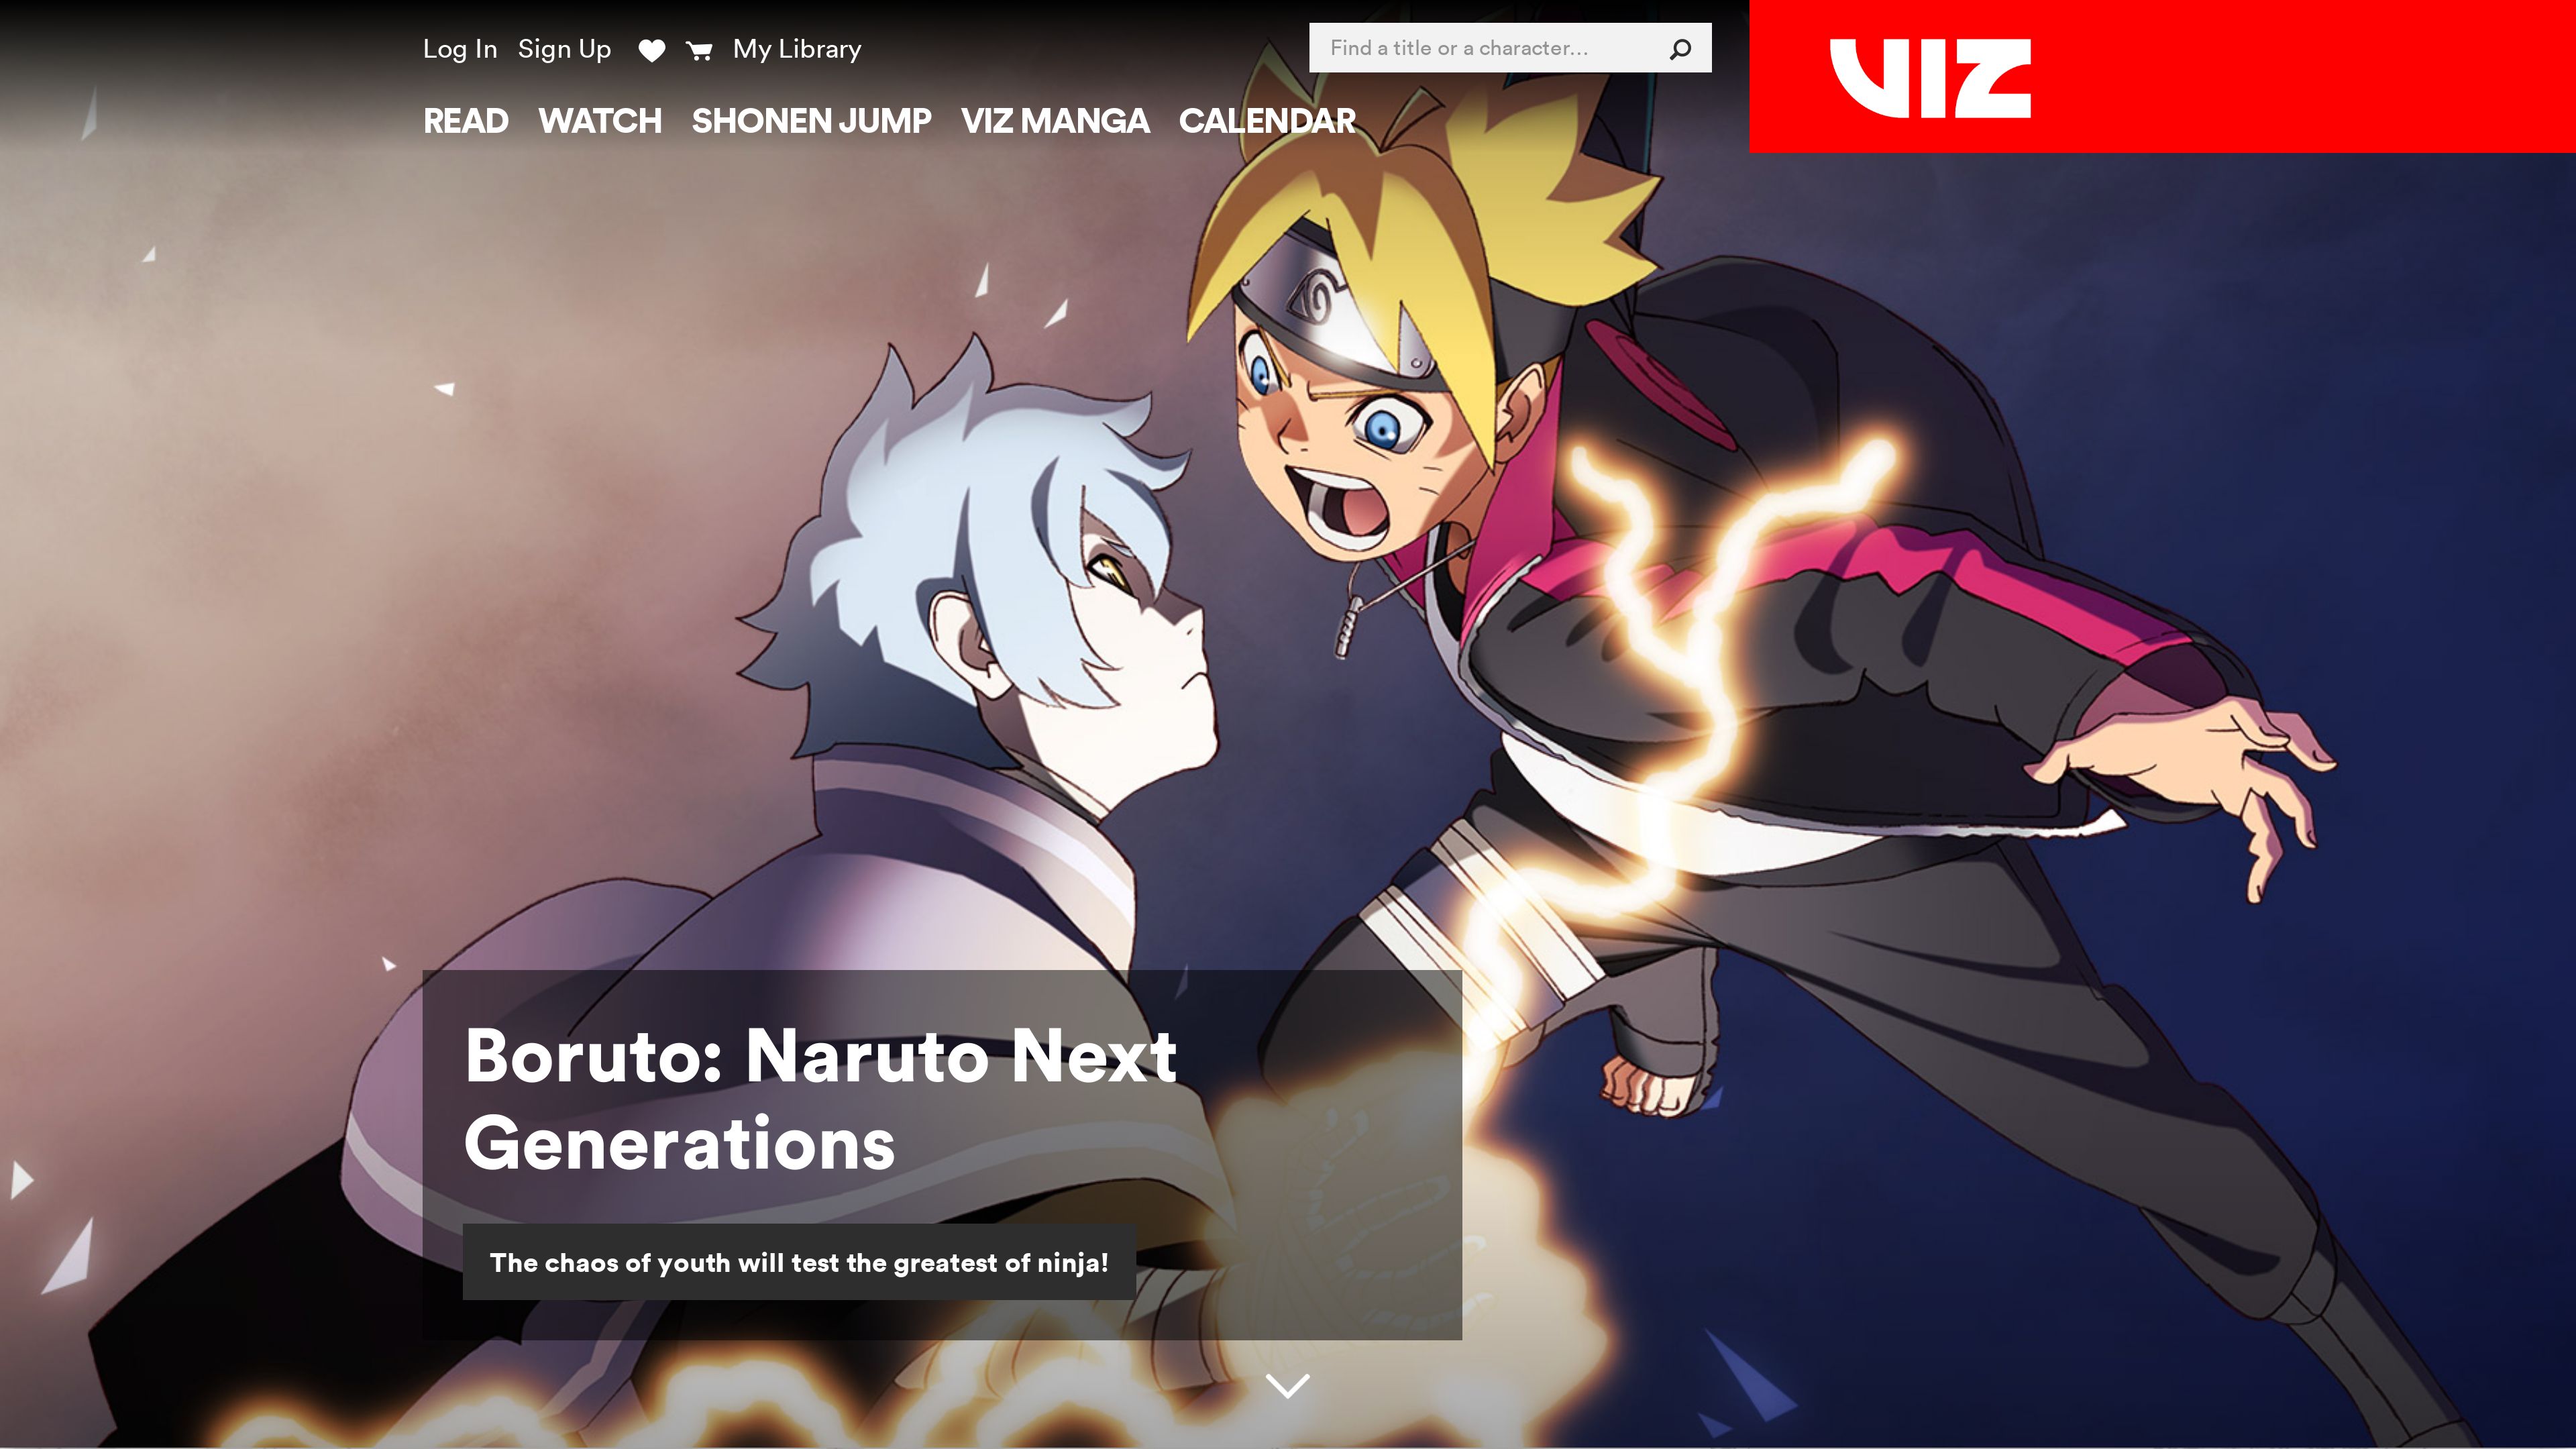 Log In Sign Up My Library
Find a title or a character...
VIZ
READ WATCH SHONEN JUMP VIZ MANGA CALENDAR
Boruto: Naruto Next
Generations
The chaos of youth will test the greatest of ninja!